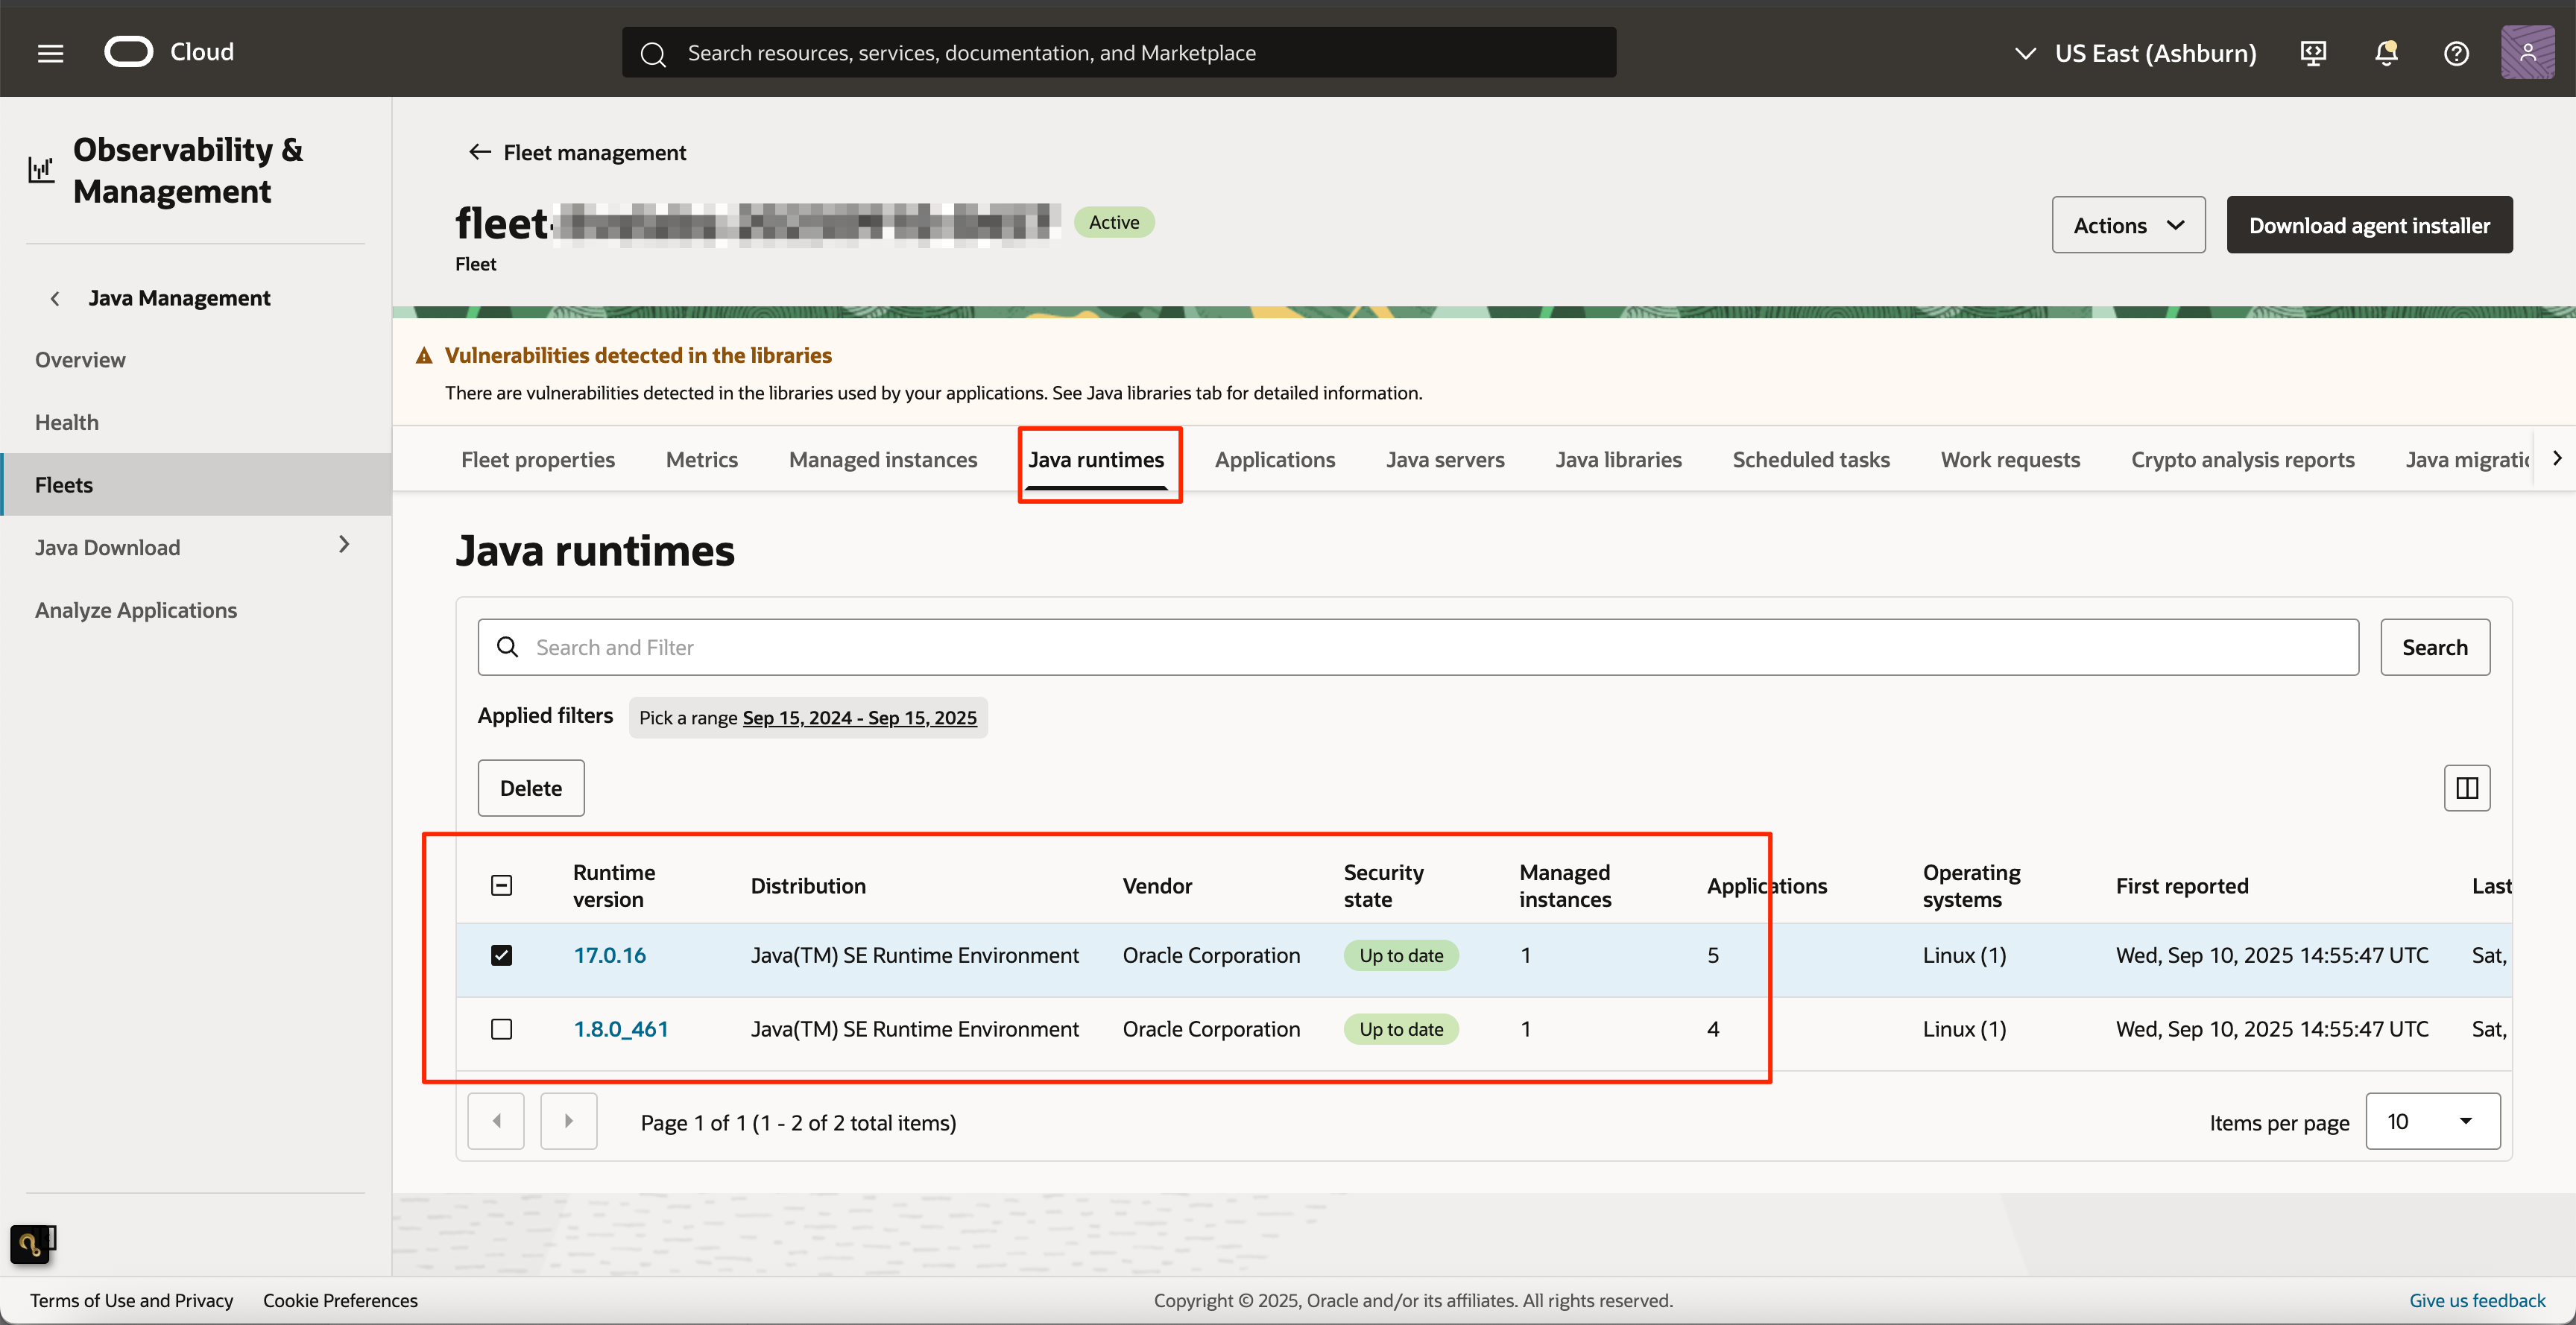 Cloud
Search resources, services, documentation, and Marketplace
US East (Ashburn)
Observability &
Management
Java Management
Overview
Health
Fleets
Java Download
Analyze Applications
Fleet management
fleet-
Active
Fleet
Actions
Download agent installer
Vulnerabilities detected in the libraries
There are vulnerabilities detected in the libraries used by your applications. See Java libraries tab for detailed information.
Fleet properties Metrics Managed instances Java runtimes Applications Java servers Java libraries Scheduled tasks Work requests Crypto analysis reports Java migratio
Java runtimes
Search and Filter
Search
Applied filters Pick a range Sep 15, 2024 - Sep 15, 2025
Delete
Runtime version Distribution Vendor Security state Managed instances Applications Operating systems First reported Last
17.0.16 Java(TM) SE Runtime Environment Oracle Corporation Up to date 1 5 Linux (1) Wed, Sep 10, 2025 14:55:47 UTC Sat,
1.8.0_461 Java(TM) SE Runtime Environment Oracle Corporation Up to date 1 4 Linux (1) Wed, Sep 10, 2025 14:55:47 UTC Sat,
Page 1 of 1 (1 - 2 of 2 total items)
Items per page 10
Terms of Use and Privacy Cookie Preferences
Copyright © 2025, Oracle and/or its affiliates. All rights reserved.
Give us feedback